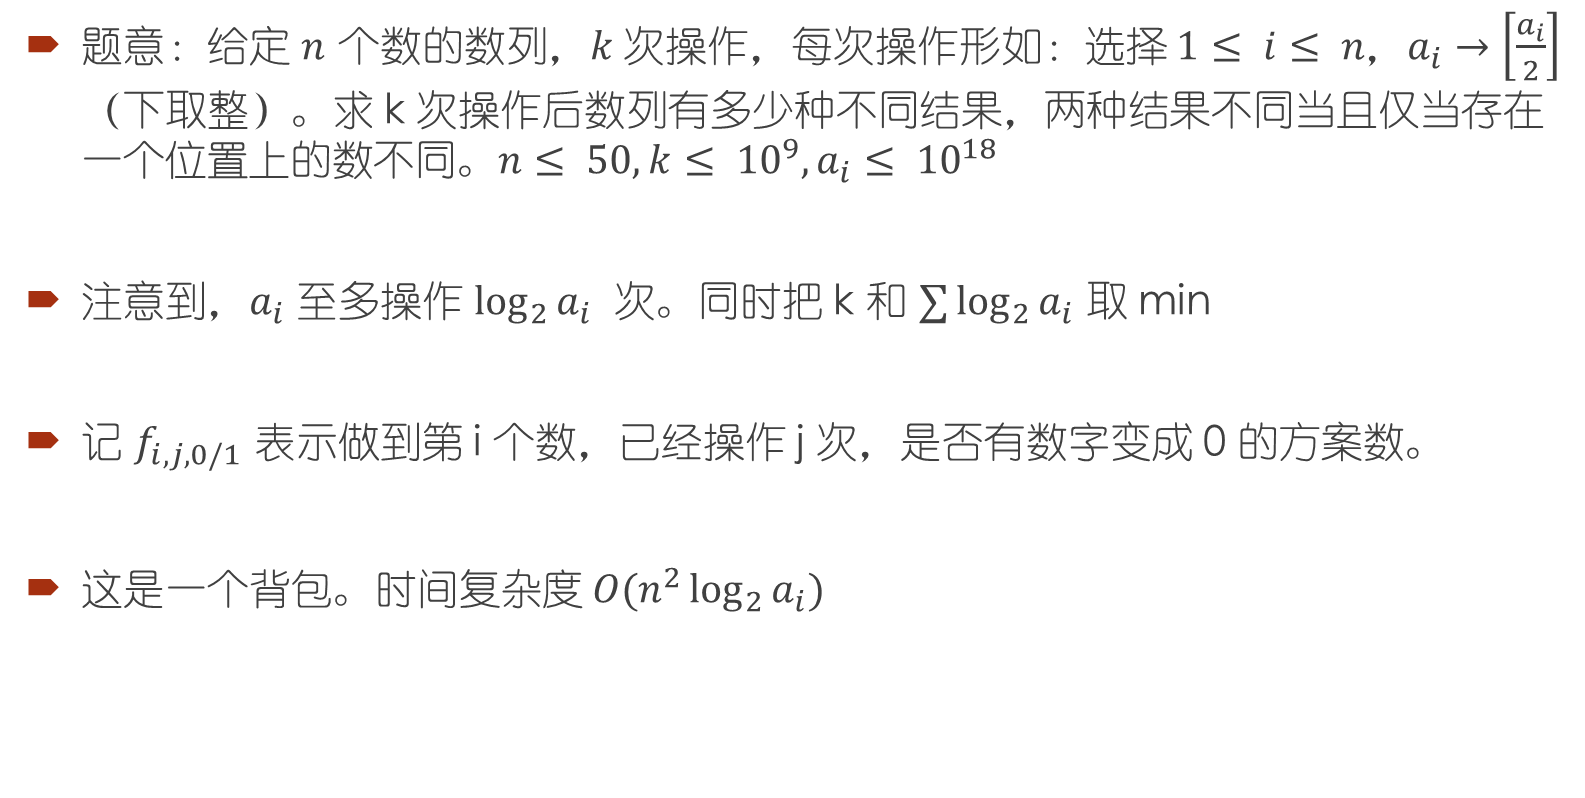 题意：给定 n 个数的数列，k 次操作，每次操作形如：选择 1 ≤ i ≤ n，a_i → [a_i/2]
（下取整）。求 k 次操作后数列有多少种不同结果，两种结果不同当且仅当存在
一个位置上的数不同。n ≤ 50, k ≤ 10^9, a_i ≤ 10^18
注意到，a_i 至多操作 log_2 a_i 次。同时把 k 和 ∑ log_2 a_i 取 min
记 f_{i,j,0/1} 表示做到第 i 个数，已经操作 j 次，是否有数字变成 0 的方案数。
这是一个背包。时间复杂度 O(n^2 log_2 a_i)